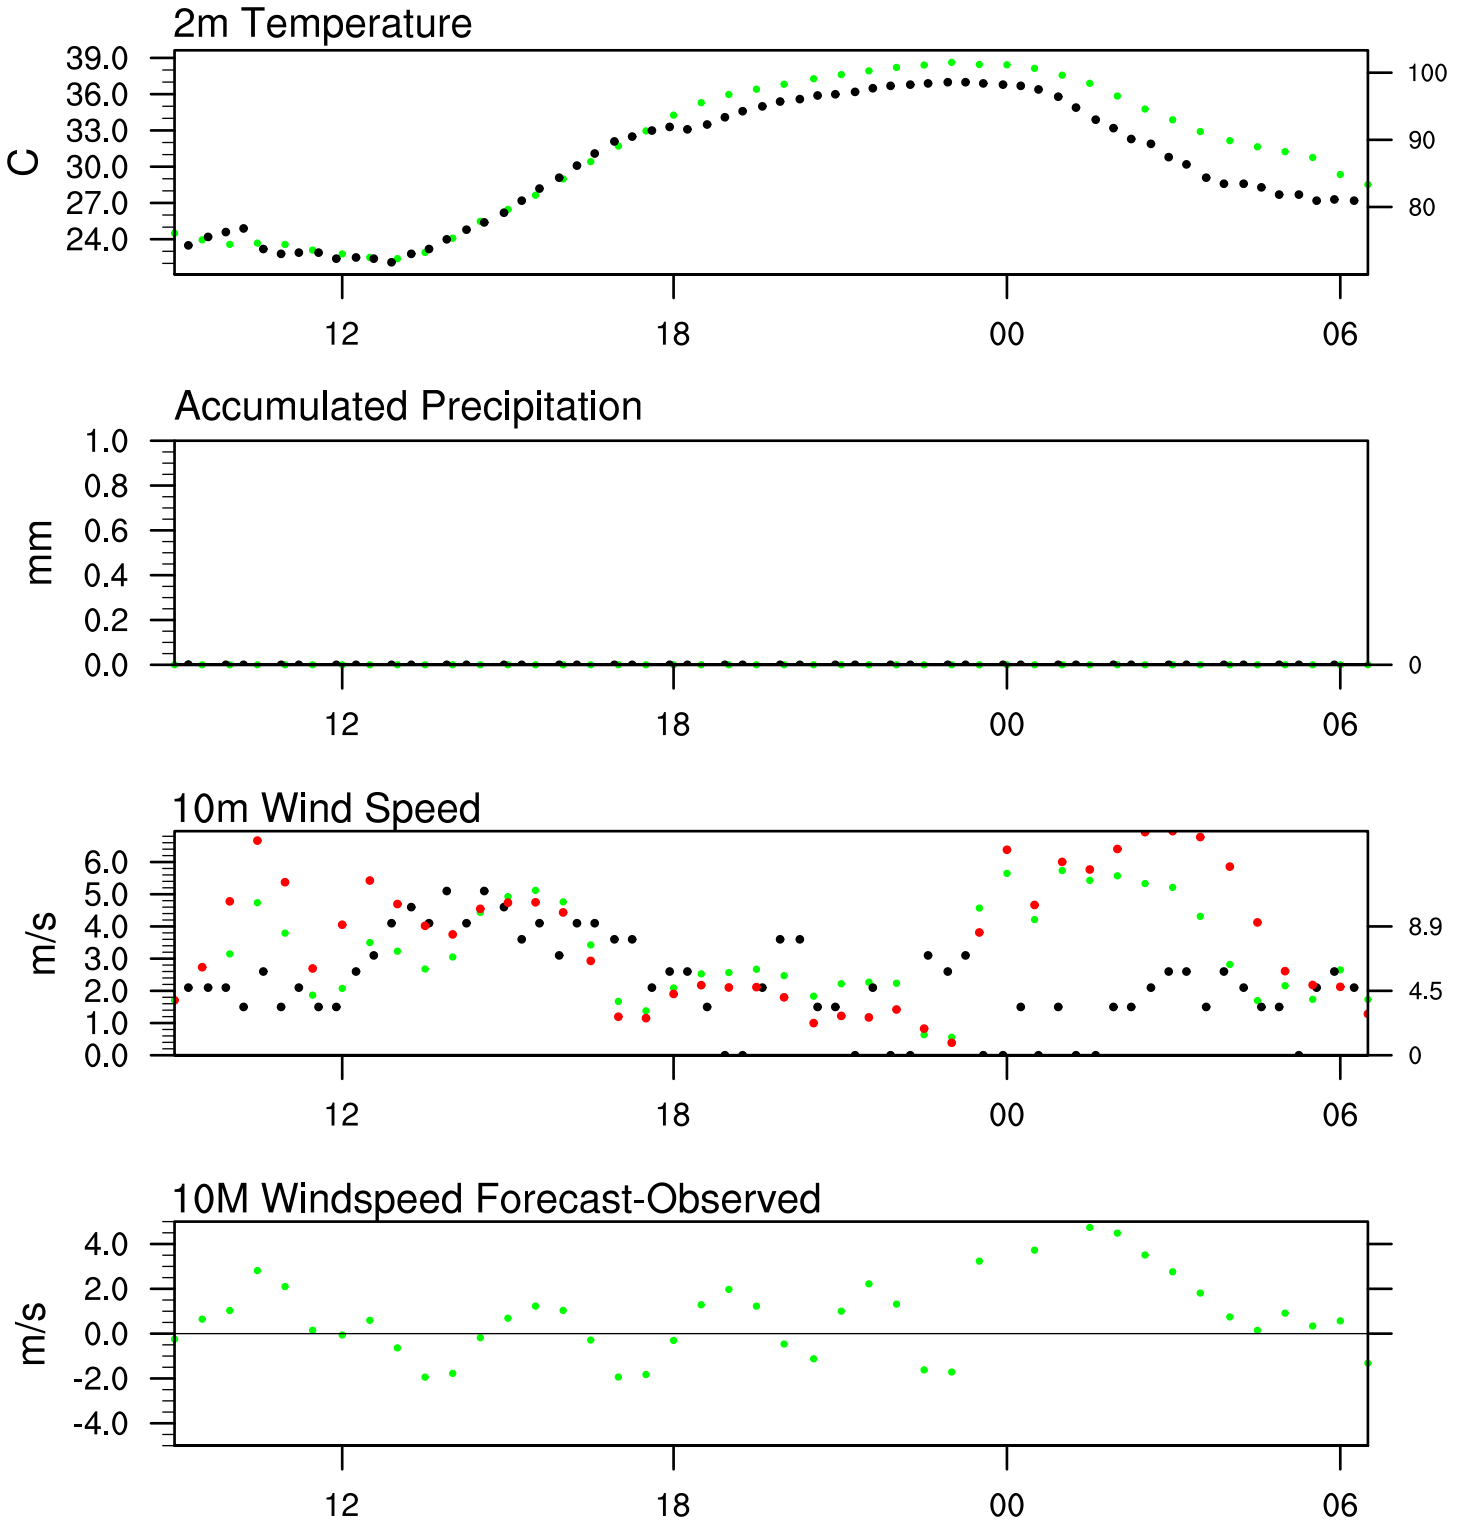 2m Temperature
39.0
36.0
33.0
30.0
27.0
24.0
C
100
90
80
12 18 00 06
Accumulated Precipitation
1.0
0.8
0.6
0.4
0.2
0.0
mm
0
12 18 00 06
10m Wind Speed
6.0
5.0
4.0
3.0
2.0
1.0
0.0
m/s
8.9
4.5
0
12 18 00 06
10M Windspeed Forecast-Observed
4.0
2.0
0.0
-2.0
-4.0
m/s
12 18 00 06